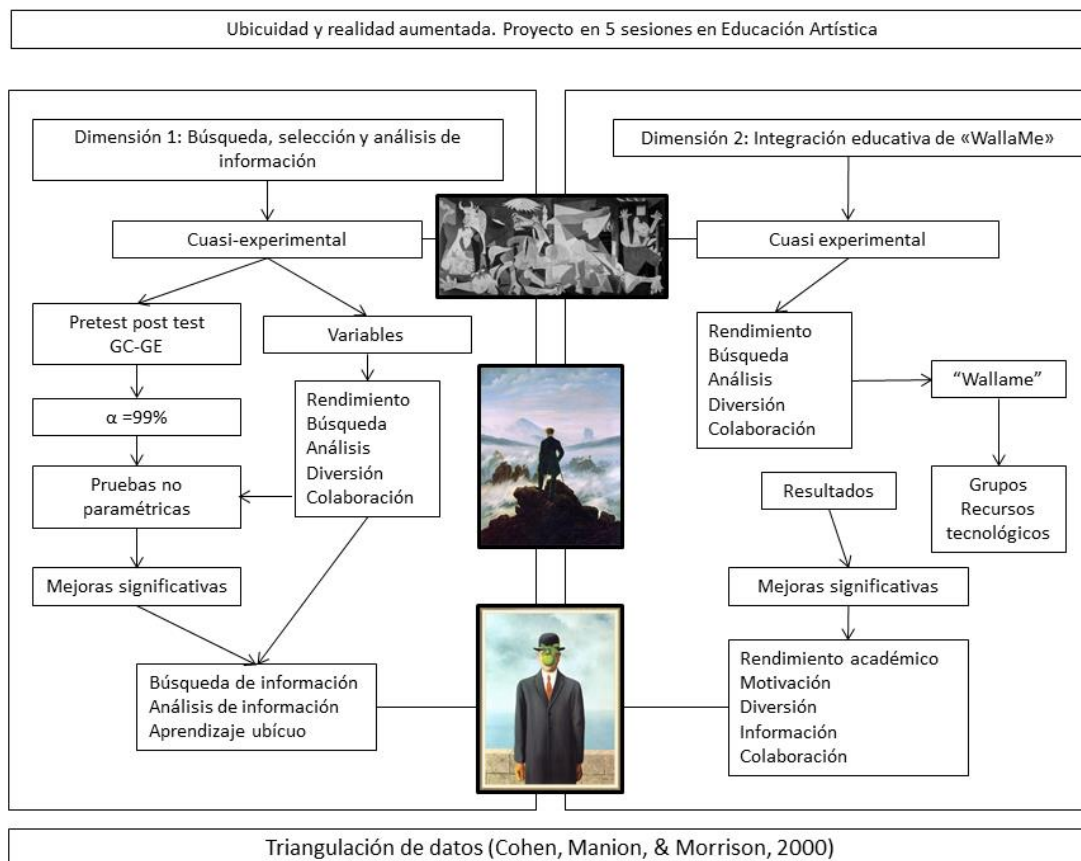 Ubicuidad y realidad aumentada. Proyecto en 5 sesiones en Educación Artística
Dimensión 1: Búsqueda, selección y análisis de
información
Cuasi-experimental
Pretest post test
GC-GE
Variables
α =99%
Rendimiento
Búsqueda
Análisis
Diversión
Colaboración
Pruebas no
paramétricas
Mejoras significativas
Búsqueda de información
Análisis de información
Aprendizaje ubícuo
Dimensión 2: Integración educativa de «WallaMe»
Cuasi experimental
Rendimiento
Búsqueda
Análisis
Diversión
Colaboración
“Wallame”
Grupos
Recursos
tecnológicos
Resultados
Mejoras significativas
Rendimiento académico
Motivación
Diversión
Información
Colaboración
Triangulación de datos (Cohen, Manion, & Morrison, 2000)